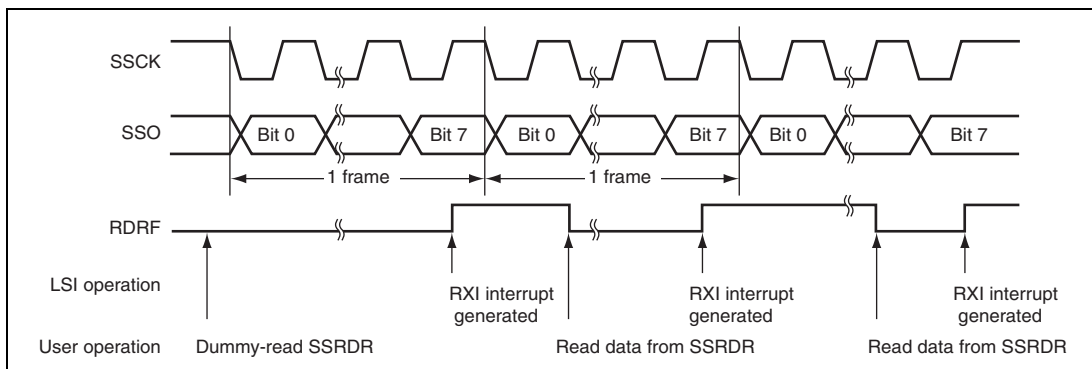 SSCK
SSO
Bit 0
Bit 7
Bit 0
Bit 7
Bit 0
Bit 7
1 frame
1 frame
RDRF
LSI operation
RXI interrupt
generated
RXI interrupt
generated
RXI interrupt
generated
User operation
Dummy-read SSRDR
Read data from SSRDR
Read data from SSRDR